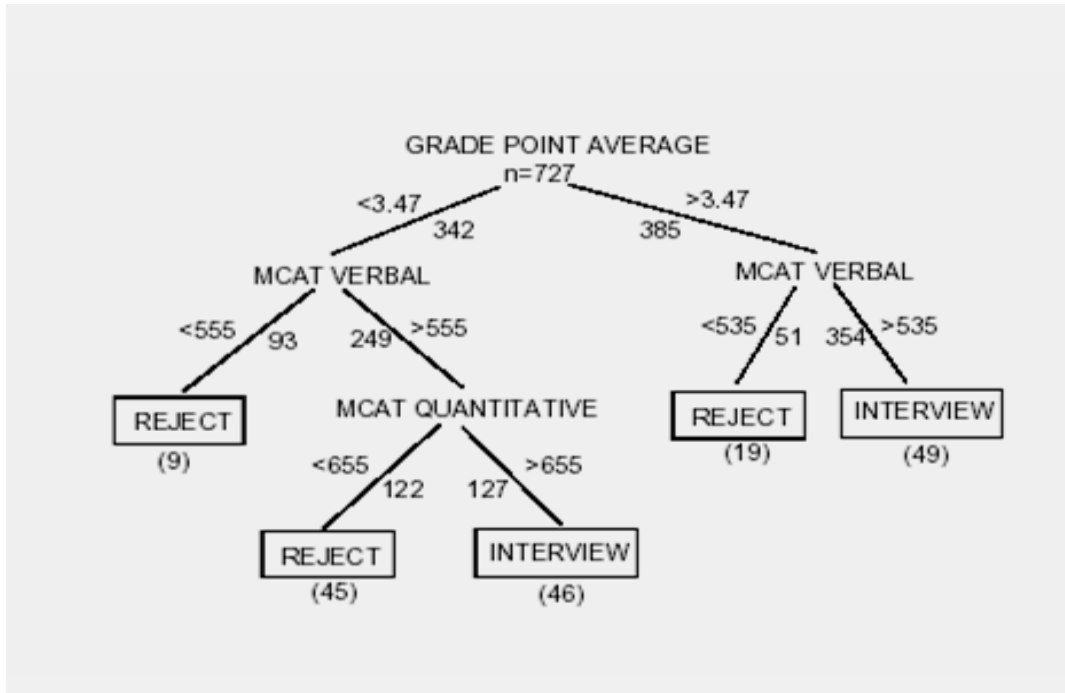 GRADE POINT AVERAGE
n=727
<3.47
>3.47
342
385
MCAT VERBAL
MCAT VERBAL
<555
93
249
>555
<535
51
354
>535
REJECT
(9)
MCAT QUANTITATIVE
REJECT
(19)
INTERVIEW
(49)
<655
122
127
>655
REJECT
(45)
INTERVIEW
(46)